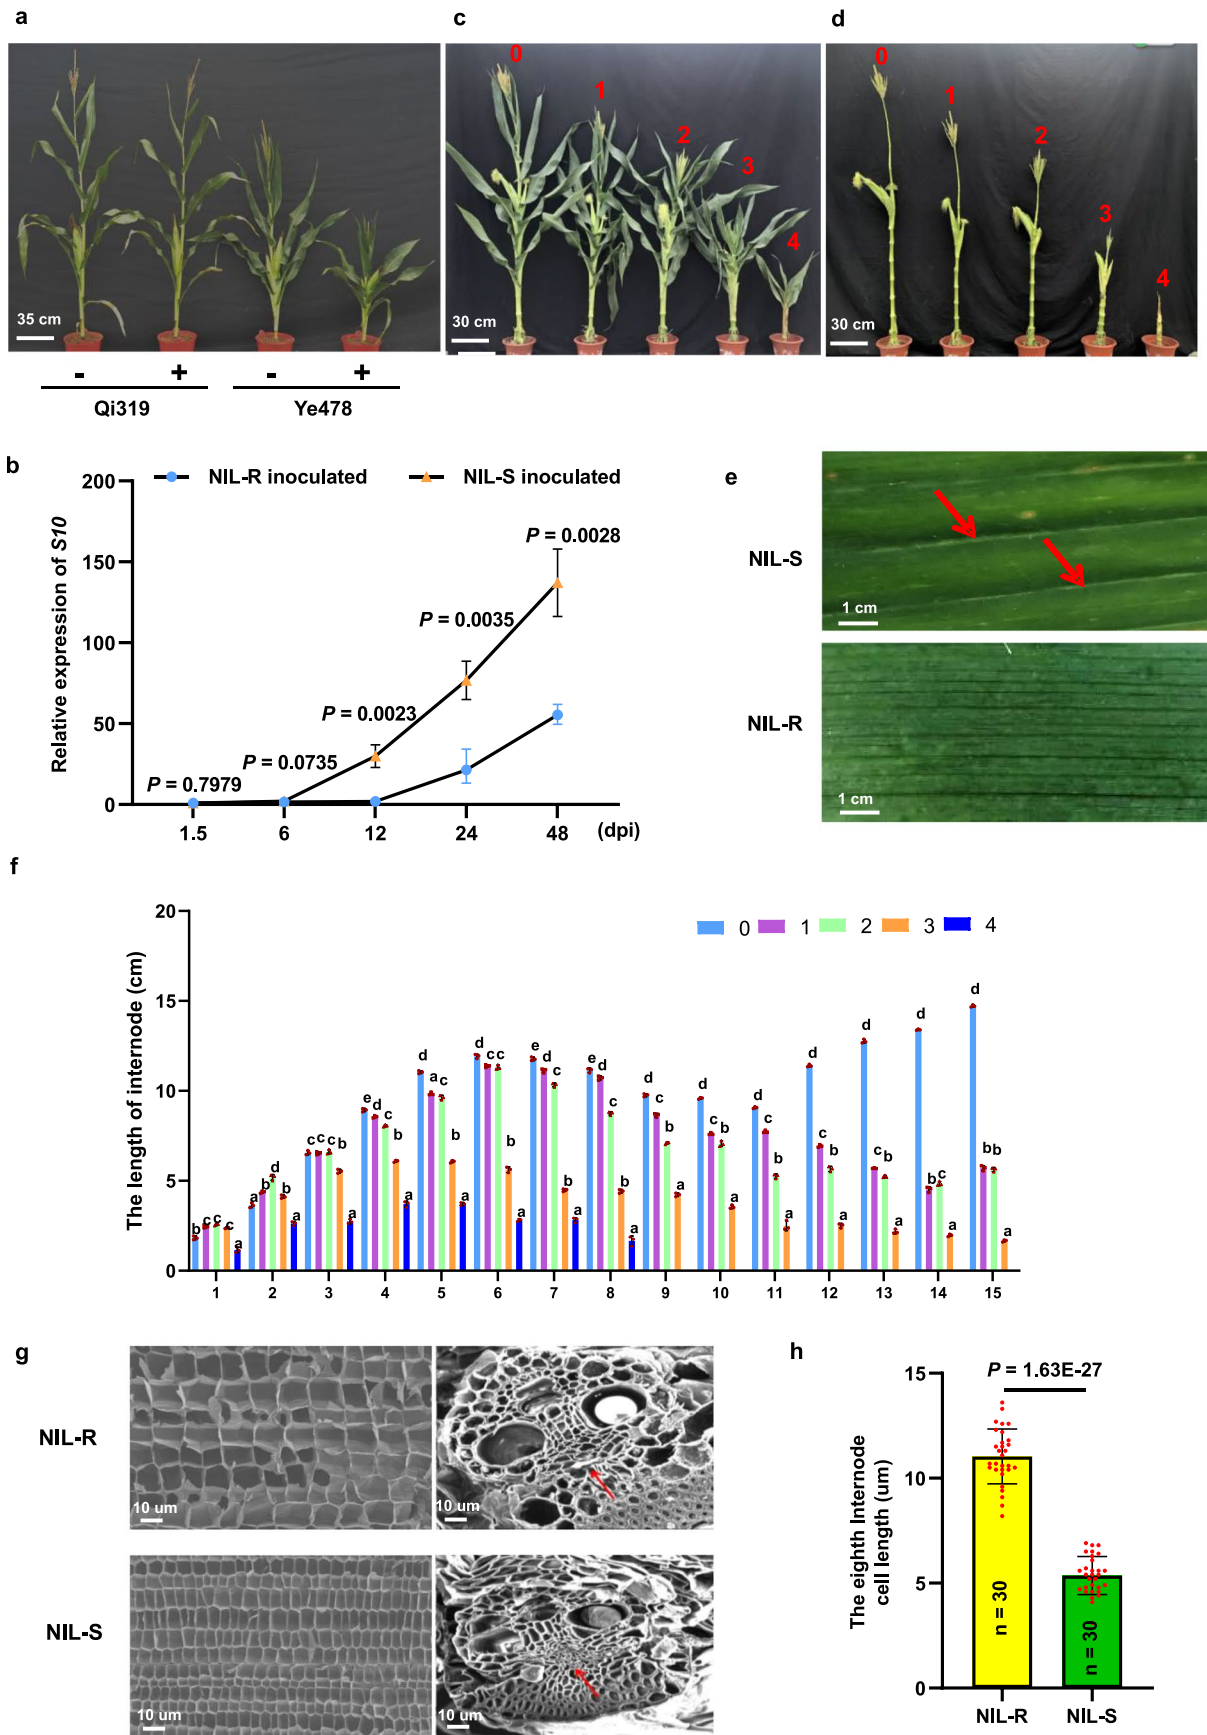 a
35 cm
-
+
-
+
Qi319
Ye478
c
0
1
2
3
4
30 cm
d
0
1
2
3
4
30 cm
b
NIL-R inoculated
NIL-S inoculated
Relative expression of S10
200
150
100
50
0
P = 0.7979
P = 0.0735
P = 0.0023
P = 0.0035
P = 0.0028
1.5
6
12
24
48
(dpi)
e
NIL-S
1 cm
NIL-R
1 cm
f
0
1
2
3
4
The length of internode (cm)
20
15
10
5
0
b c c c a
a b d b a
c c c b a
e d c b a
d a c b a
d c c b a
e d c b a
e d c b a
d c b a
d c b a
d c b a
d c b a
d c b a
d b c a
d b b a
1 2 3 4 5 6 7 8 9 10 11 12 13 14 15
g
NIL-R
10 um
10 um
NIL-S
10 um
10 um
h
P = 1.63E-27
The eighth Internode
cell length (um)
15
10
5
0
n = 30
n = 30
NIL-R
NIL-S